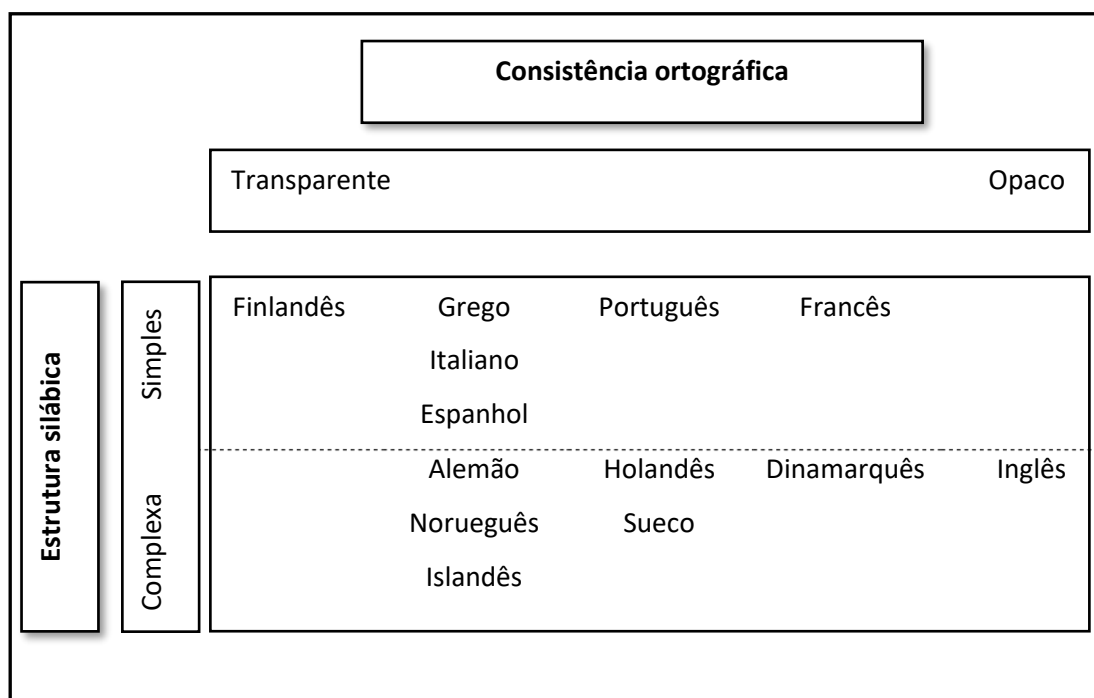 Consistência ortográfica
Transparente Opaco
Estrutura silábica
Simples
Finlandês Grego Português Francês
Italiano
Espanhol
Complexa
Alemão Holandês Dinamarquês Inglês
Norueguês Sueco
Islandês